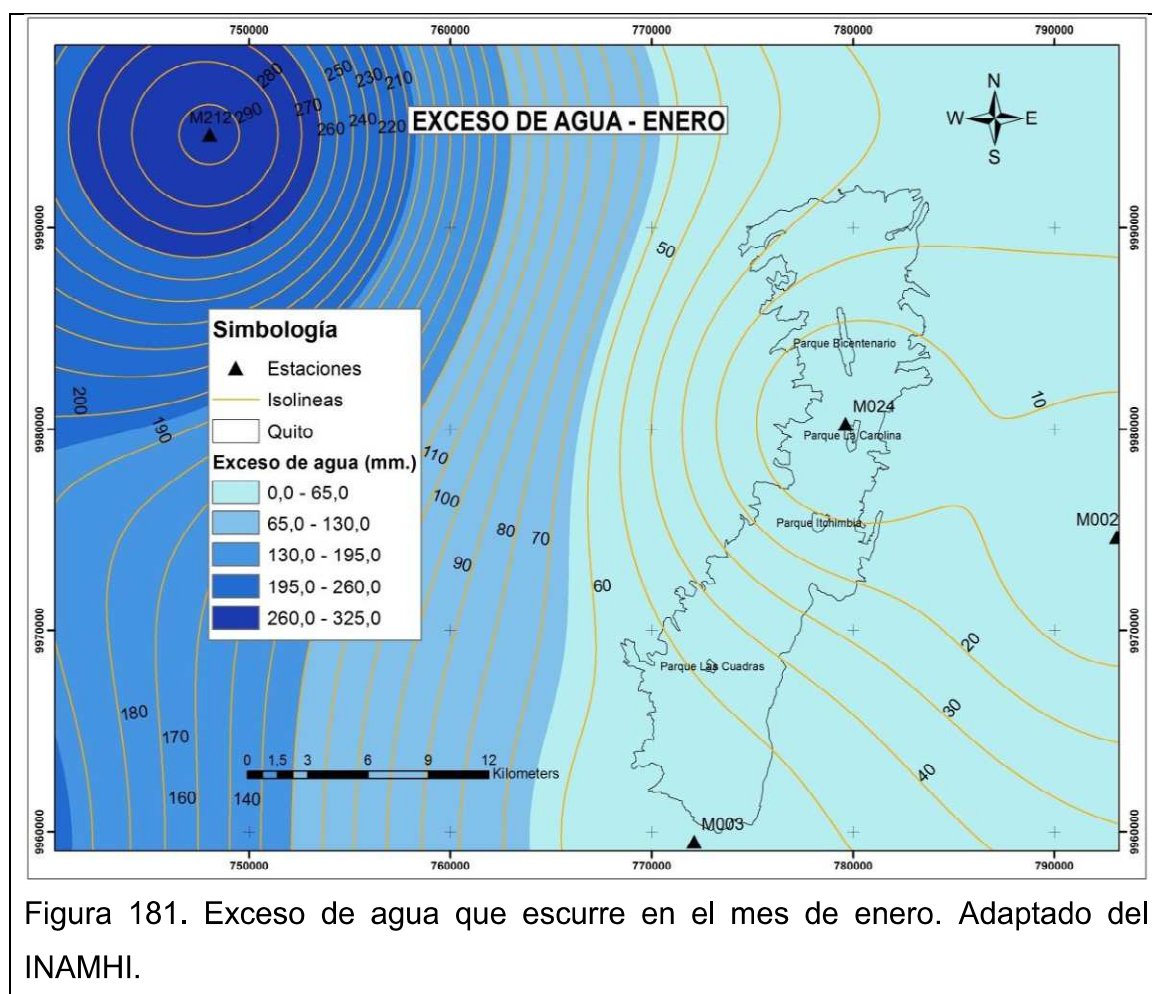 750000 760000 770000 780000 790000
EXCESO DE AGUA - ENERO
N
W E
S
M212
280
290
250
230
210
270
260
240
220
9990000
9990000
50
Simbología
Estaciones
Isolineas
Quito
Exceso de agua (mm.)
0,0 - 65,0
65,0 - 130,0
130,0 - 195,0
195,0 - 260,0
260,0 - 325,0
Parque Bicentenario
M024
Parque La Carolina
10
200
190
9980000
9980000
110
100
80
70
90
Parque Itchimbia
M002
60
9970000
9970000
20
Parque Las Cuadras
30
40
180
170
160
140
0 1,5 3 6 9 12
Kilometers
M003
9960000
9960000
750000 760000 770000 780000 790000
Figura 181. Exceso de agua que escurre en el mes de enero. Adaptado del
INAMHI.